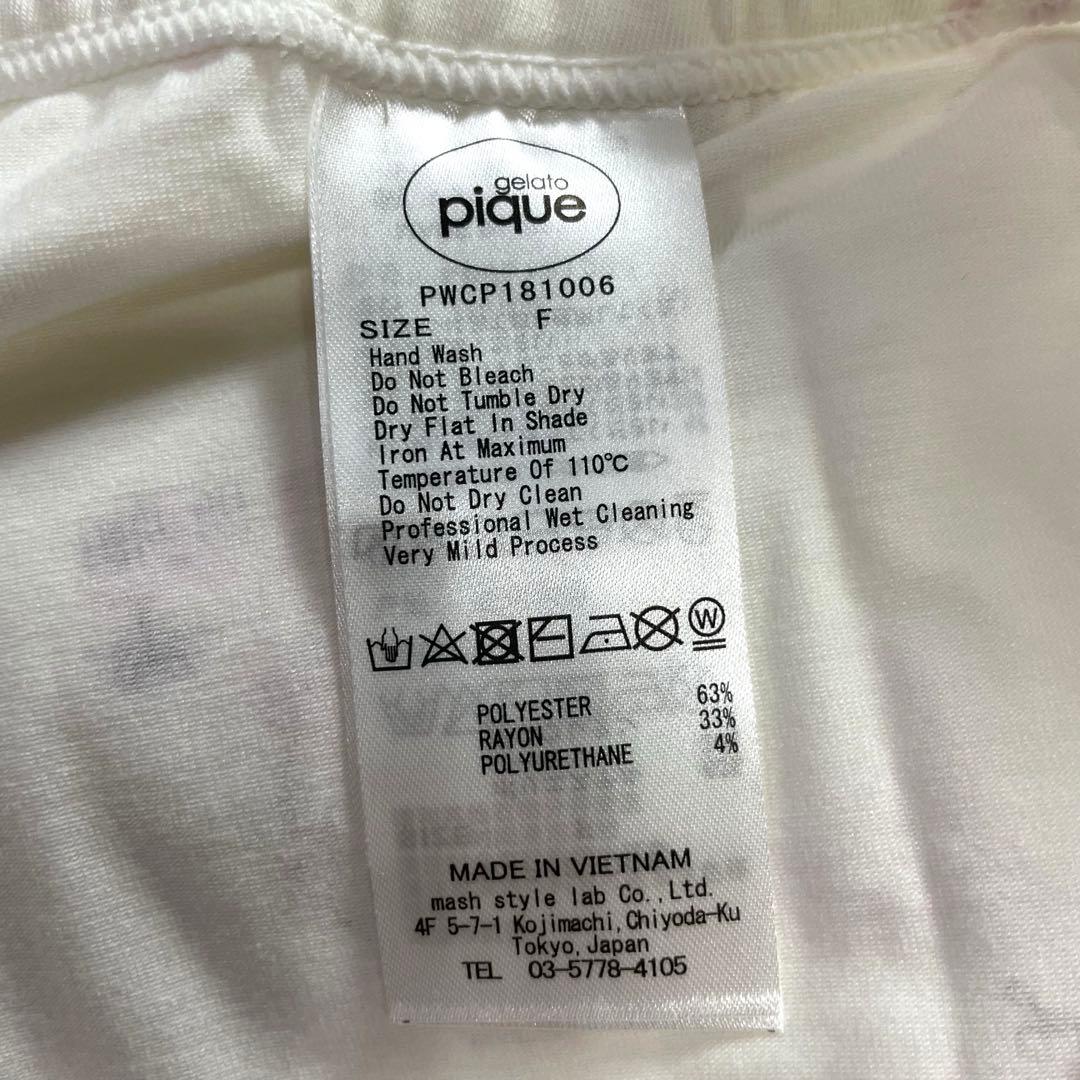 gelato
pique
PWCP181006
SIZE F
Hand Wash
Do Not Bleach
Do Not Tumble Dry
Dry Flat In Shade
Iron At Maximum
Temperature Of 110℃
Do Not Dry Clean
Professional Wet Cleaning
Very Mild Process
W
POLYESTER 63%
RAYON 33%
POLYURETHANE 4%
MADE IN VIETNAM
mash style lab Co.,Ltd.
4F 5-7-1 Kojimachi,Chiyoda-Ku
Tokyo,Japan
TEL 03-5778-4105